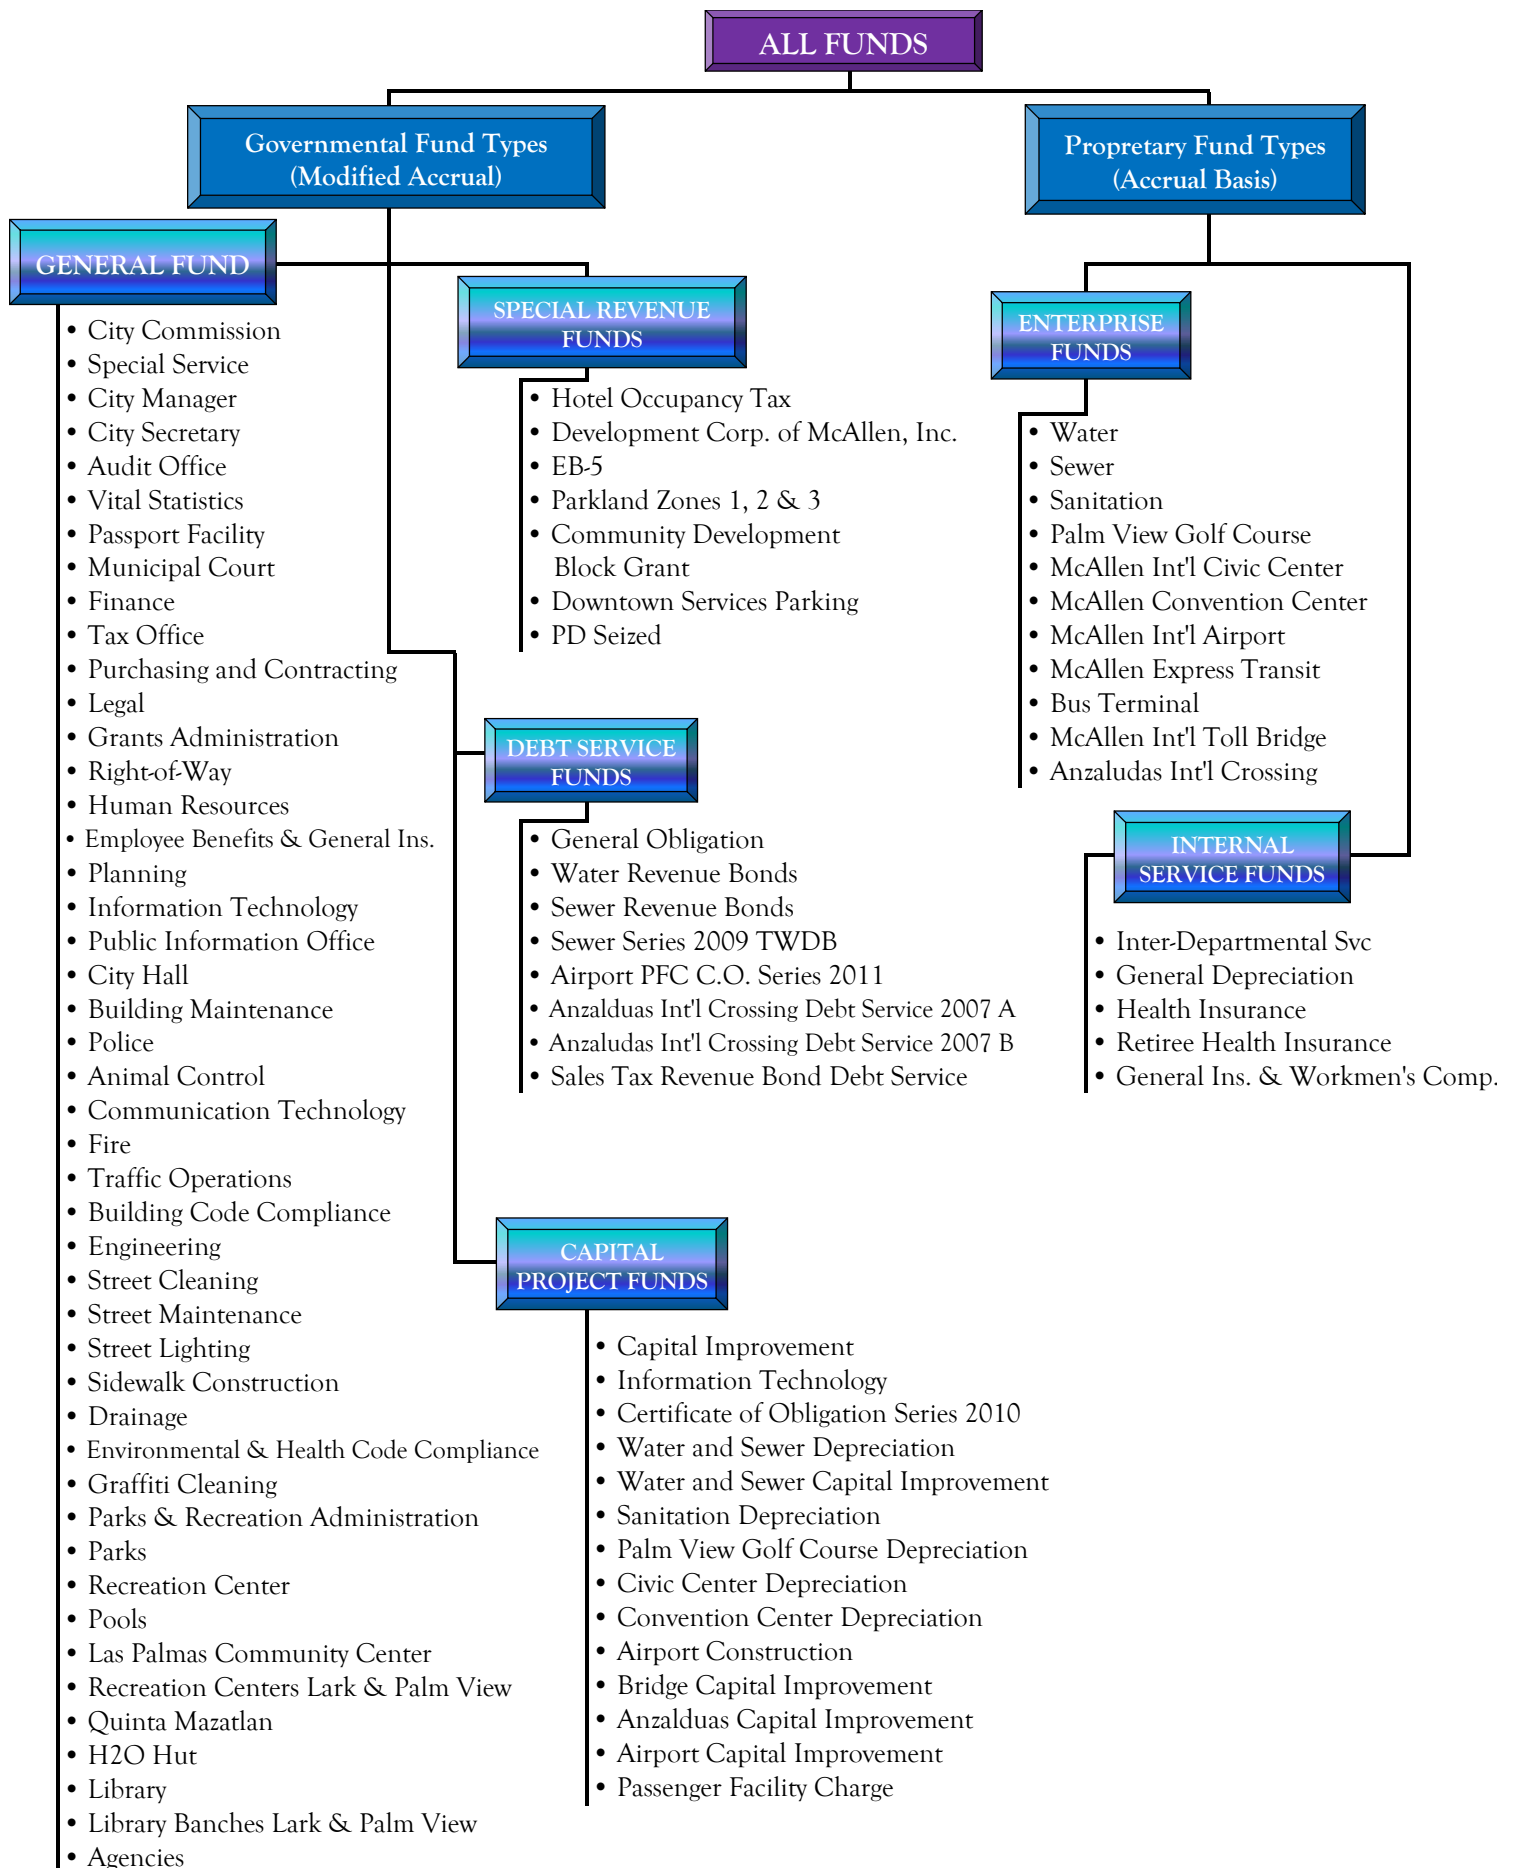 ALL FUNDS
Governmental Fund Types
(Modified Accrual)
Propretary Fund Types
(Accrual Basis)
GENERAL FUND
• City Commission
• Special Service
• City Manager
• City Secretary
• Audit Office
• Vital Statistics
• Passport Facility
• Municipal Court
• Finance
• Tax Office
• Purchasing and Contracting
• Legal
• Grants Administration
• Right-of-Way
• Human Resources
• Employee Benefits & General Ins.
• Planning
• Information Technology
• Public Information Office
• City Hall
• Building Maintenance
• Police
• Animal Control
• Communication Technology
• Fire
• Traffic Operations
• Building Code Compliance
• Engineering
• Street Cleaning
• Street Maintenance
• Street Lighting
• Sidewalk Construction
• Drainage
• Environmental & Health Code Compliance
• Graffiti Cleaning
• Parks & Recreation Administration
• Parks
• Recreation Center
• Pools
• Las Palmas Community Center
• Recreation Centers Lark & Palm View
• Quinta Mazatlan
• H2O Hut
• Library
• Library Banches Lark & Palm View
• Agencies
SPECIAL REVENUE
FUNDS
• Hotel Occupancy Tax
• Development Corp. of McAllen, Inc.
• EB-5
• Parkland Zones 1, 2 & 3
• Community Development
Block Grant
• Downtown Services Parking
• PD Seized
DEBT SERVICE
FUNDS
• General Obligation
• Water Revenue Bonds
• Sewer Revenue Bonds
• Sewer Series 2009 TWDB
• Airport PFC C.O. Series 2011
• Anzalduas Int'l Crossing Debt Service 2007 A
• Anzaludas Int'l Crossing Debt Service 2007 B
• Sales Tax Revenue Bond Debt Service
CAPITAL
PROJECT FUNDS
• Capital Improvement
• Information Technology
• Certificate of Obligation Series 2010
• Water and Sewer Depreciation
• Water and Sewer Capital Improvement
• Sanitation Depreciation
• Palm View Golf Course Depreciation
• Civic Center Depreciation
• Convention Center Depreciation
• Airport Construction
• Bridge Capital Improvement
• Anzalduas Capital Improvement
• Airport Capital Improvement
• Passenger Facility Charge
ENTERPRISE
FUNDS
• Water
• Sewer
• Sanitation
• Palm View Golf Course
• McAllen Int'l Civic Center
• McAllen Convention Center
• McAllen Int'l Airport
• McAllen Express Transit
• Bus Terminal
• McAllen Int'l Toll Bridge
• Anzaludas Int'l Crossing
INTERNAL
SERVICE FUNDS
• Inter-Departmental Svc
• General Depreciation
• Health Insurance
• Retiree Health Insurance
• General Ins. & Workmen's Comp.